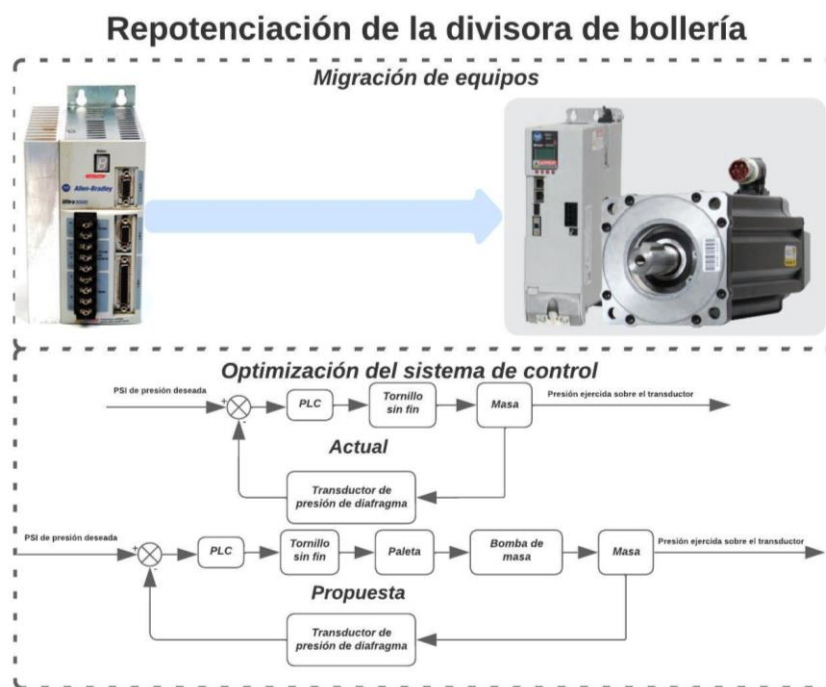 Repotenciación de la divisora de bollería
Migración de equipos
Allen-Bradley
Optimización del sistema de control
PSI de presión deseada
+
-
PLC
Tornillo
sin fin
Masa
Presión ejercida sobre el transductor
Actual
Transductor de
presión de diafragma
PSI de presión deseada
+
-
PLC
Tornillo
sin fin
Paleta
Bomba de
masa
Masa
Presión ejercida sobre el transductor
Propuesta
Transductor de
presión de diafragma